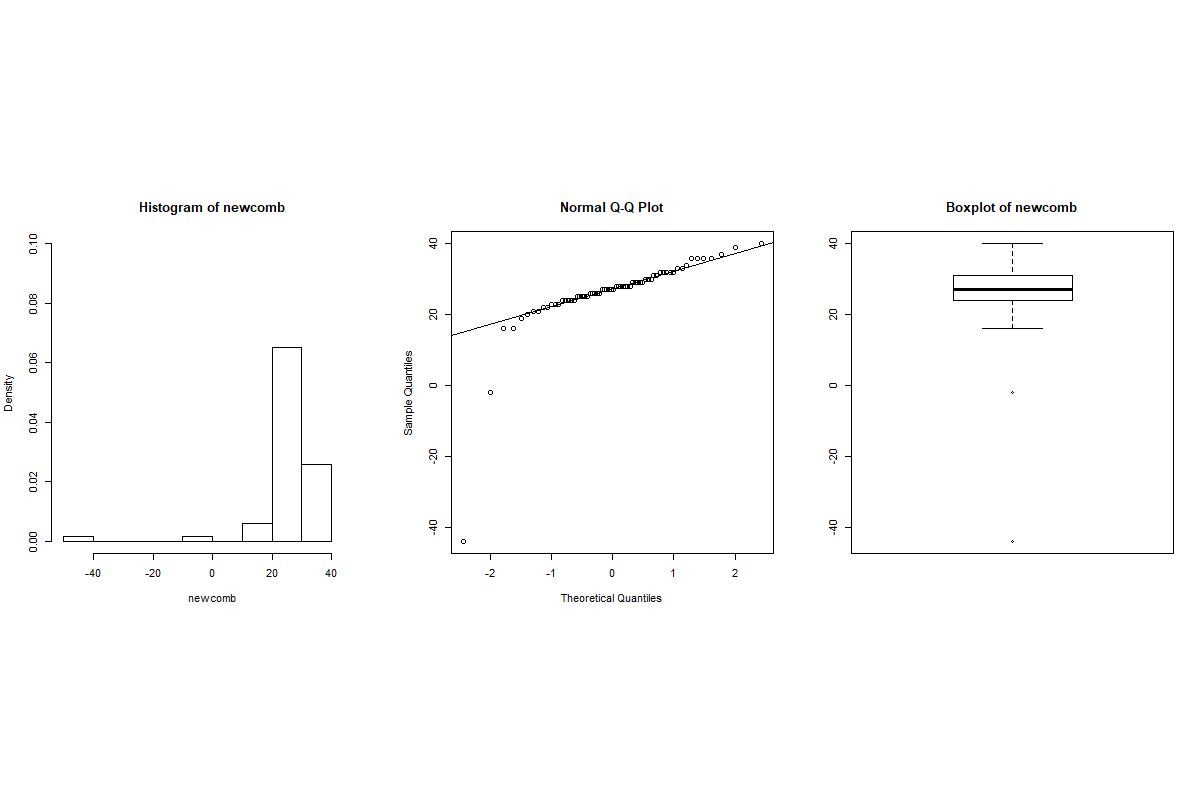 Histogram of newcomb
Density
0.00 0.02 0.04 0.06 0.08 0.10
-40 -20 0 20 40
newcomb
Normal Q-Q Plot
Sample Quantiles
-40 -20 0 20 40
-2 -1 0 1 2
Theoretical Quantiles
Boxplot of newcomb
-40 -20 0 20 40